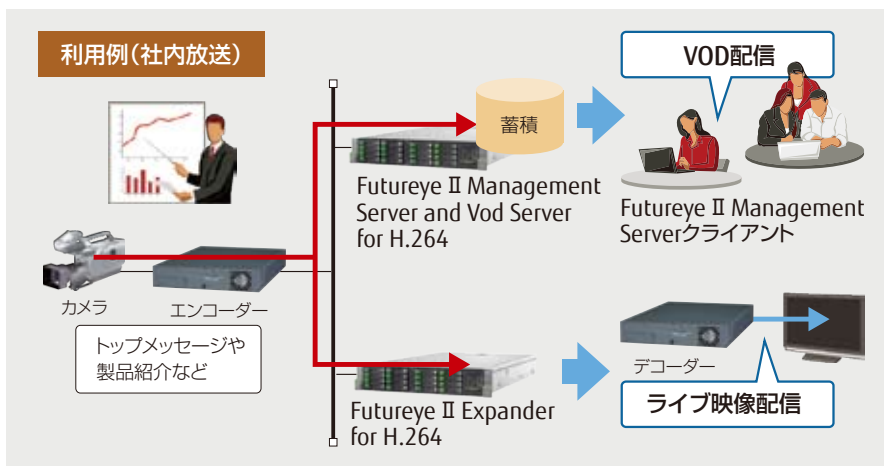 利用例(社内放送)
VOD配信
蓄積
Futureye Ⅱ Management
Server and Vod Server
for H.264
Futureye Ⅱ Management
Serverクライアント
カメラ
エンコーダー
トップメッセージや
製品紹介など
デコーダー
Futureye Ⅱ Expander
for H.264
ライブ映像配信